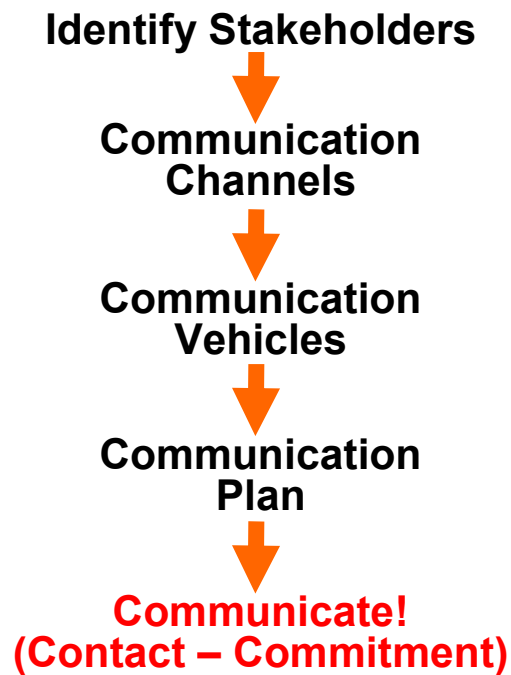 Identify Stakeholders
Communication
Channels
Communication
Vehicles
Communication
Plan
Communicate!
(Contact – Commitment)